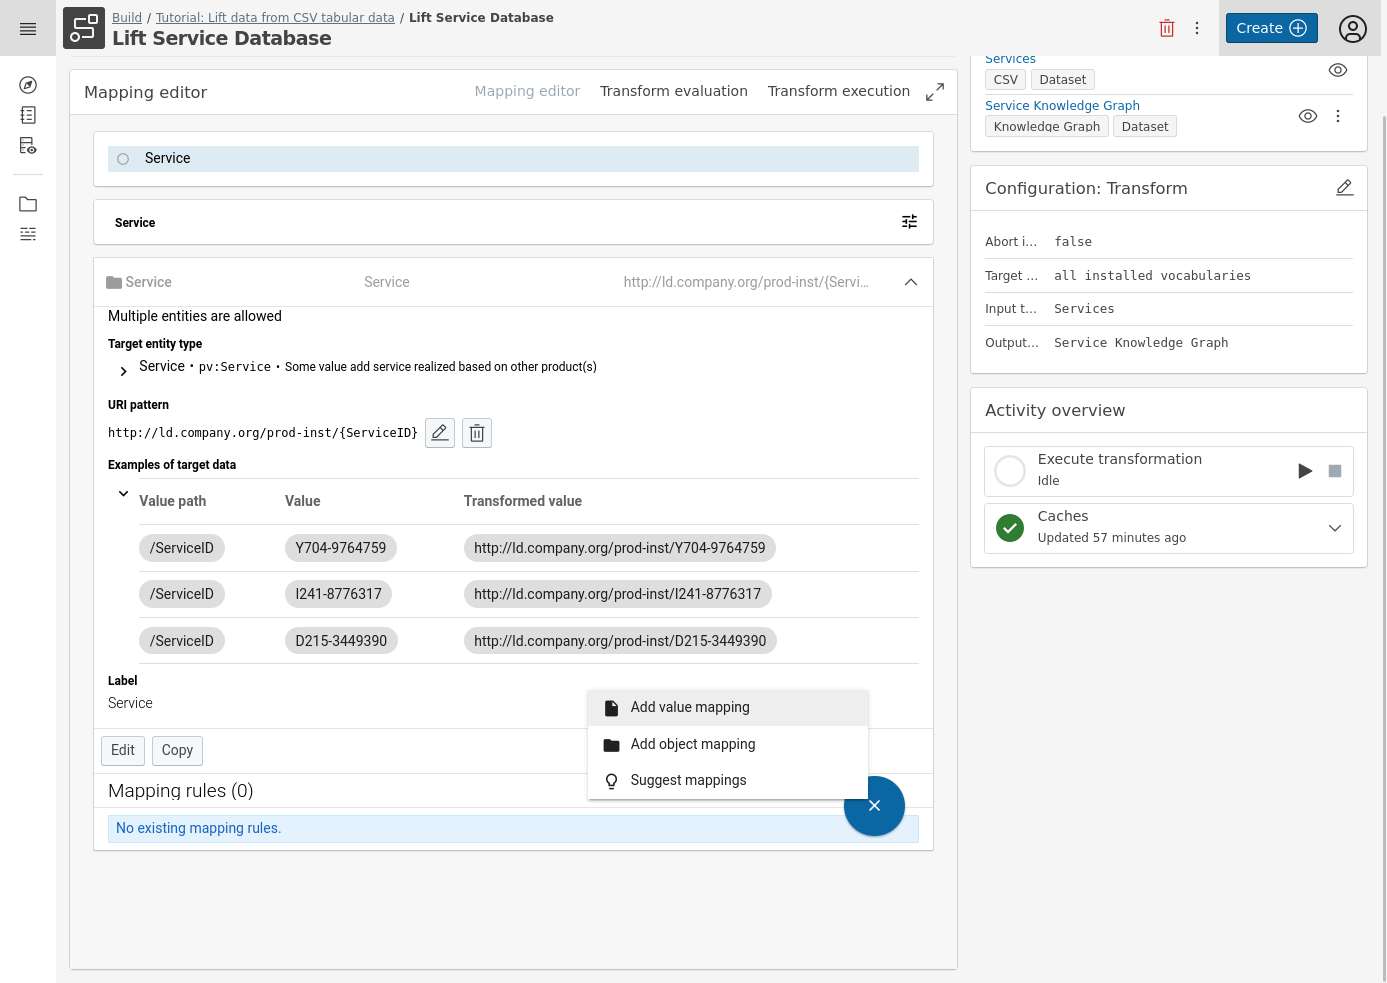 Build / Tutorial: Lift data from CSV tabular data / Lift Service Database
Lift Service Database
Create
Mapping editor
Mapping editor Transform evaluation Transform execution
Service
Service
Service Service http://ld.company.org/prod-inst/{Servi…
Multiple entities are allowed
Target entity type
Service • pv:Service • Some value add service realized based on other product(s)
URI pattern
http://ld.company.org/prod-inst/{ServiceID}
Examples of target data
Value path Value Transformed value
/ServiceID Y704-9764759 http://ld.company.org/prod-inst/Y704-9764759
/ServiceID I241-8776317 http://ld.company.org/prod-inst/I241-8776317
/ServiceID D215-3449390 http://ld.company.org/prod-inst/D215-3449390
Label
Service
Add value mapping
Add object mapping
Suggest mappings
Edit Copy
Mapping rules (0)
No existing mapping rules.
Services
CSV Dataset
Service Knowledge Graph
Knowledge Graph Dataset
Configuration: Transform
Abort i… false
Target … all installed vocabularies
Input t… Services
Output… Service Knowledge Graph
Activity overview
Execute transformation
Idle
Caches
Updated 57 minutes ago